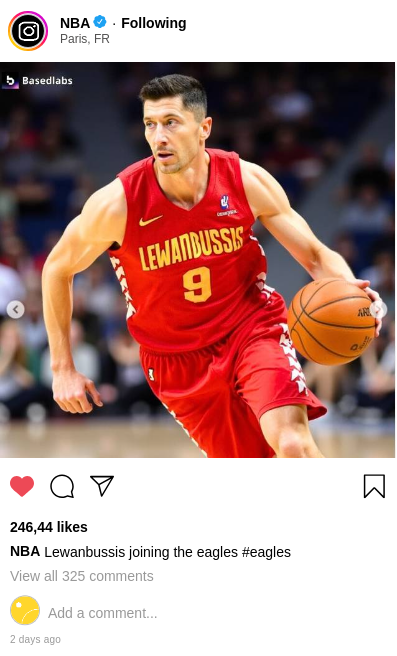 NBA · Following
Paris, FR
Basedlabs
LEWANDUSSIS
9
246,44 likes
NBA Lewanbussis joining the eagles #eagles
View all 325 comments
Add a comment...
2 days ago